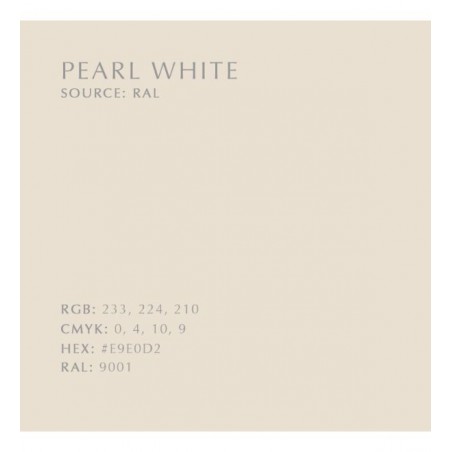 PEARL WHITE
SOURCE: RAL
RGB: 233, 224, 210
CMYK: 0, 4, 10, 9
HEX: #E9E0D2
RAL: 9001